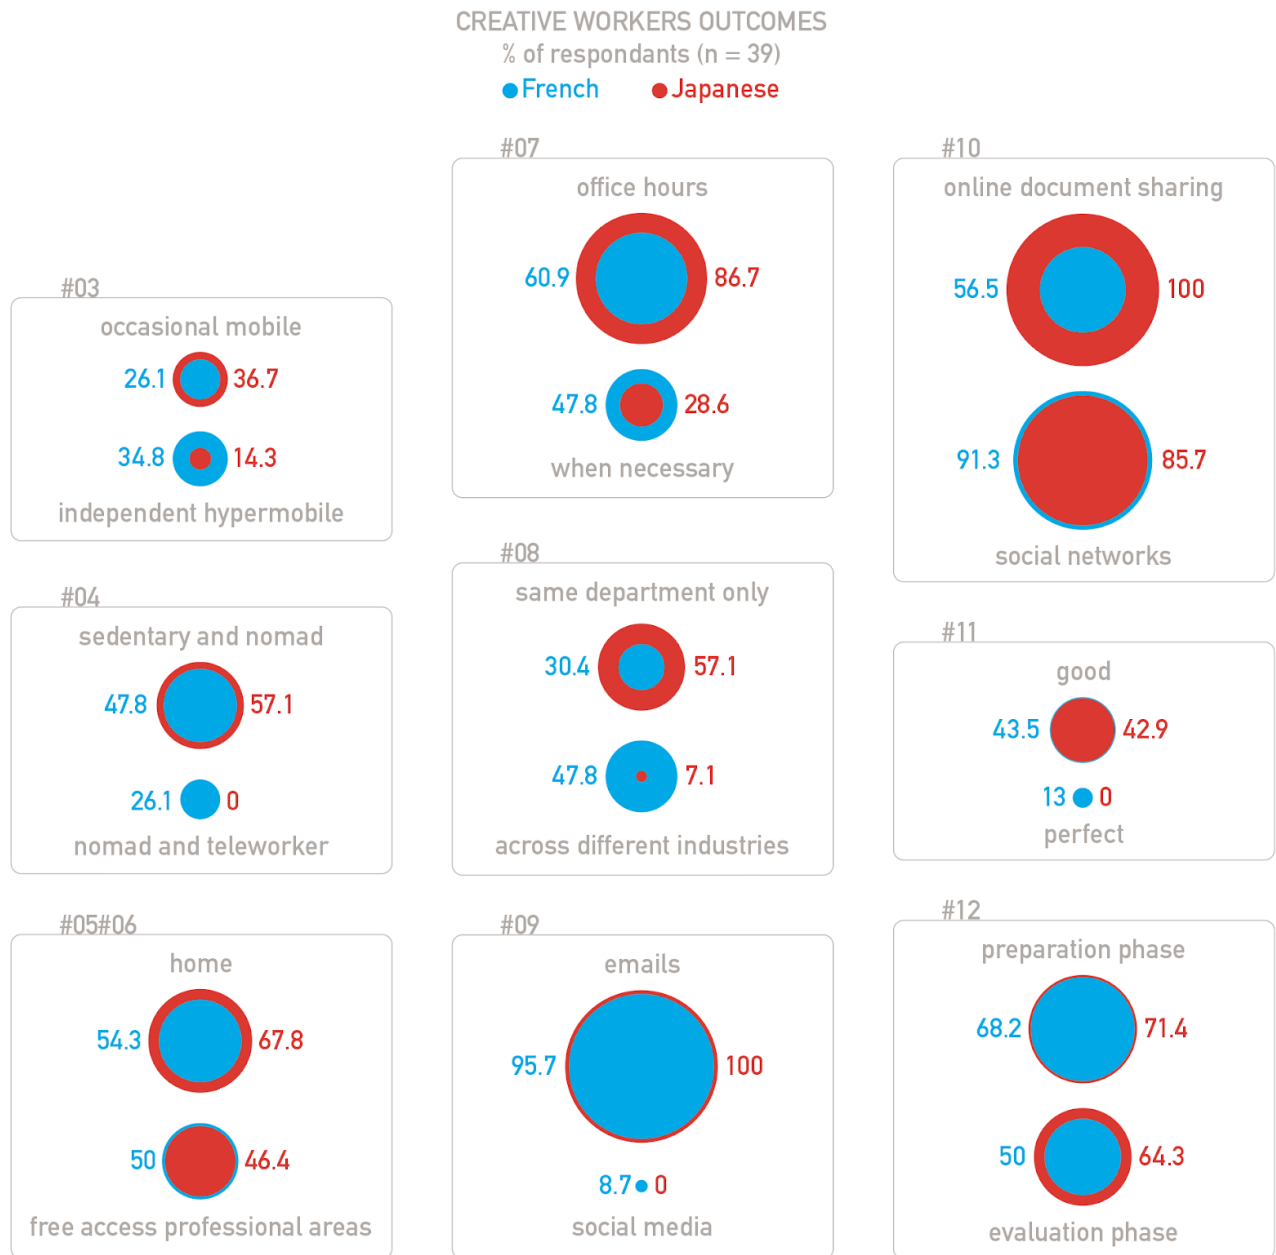 CREATIVE WORKERS OUTCOMES
% of respondants (n = 39)
French Japanese
#03
occasional mobile
26.1 36.7
34.8 14.3
independent hypermobile
#04
sedentary and nomad
47.8 57.1
26.1 0
nomad and teleworker
#05#06
home
54.3 67.8
50 46.4
free access professional areas
#07
office hours
60.9 86.7
47.8 28.6
when necessary
#08
same department only
30.4 57.1
47.8 7.1
across different industries
#09
emails
95.7 100
8.7 0
social media
#10
online document sharing
56.5 100
91.3 85.7
social networks
#11
good
43.5 42.9
13 0
perfect
#12
preparation phase
68.2 71.4
50 64.3
evaluation phase